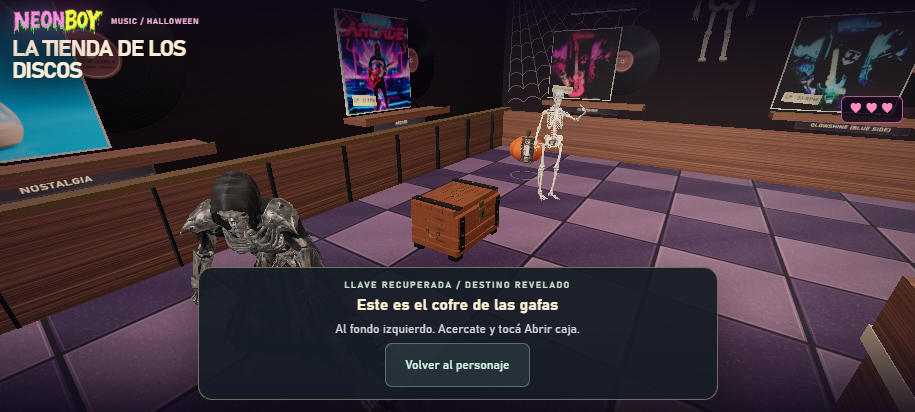 NEONBOY
MUSIC / HALLOWEEN
LA TIENDA DE LOS
DISCOS
ARCADE
GLOWSHINE (BLUE SIDE)
NOSTALGIA
LLAVE RECUPERADA / DESTINO REVELADO
Este es el cofre de las gafas
Al fondo izquierdo. Acercate y tocá Abrir caja.
Volver al personaje